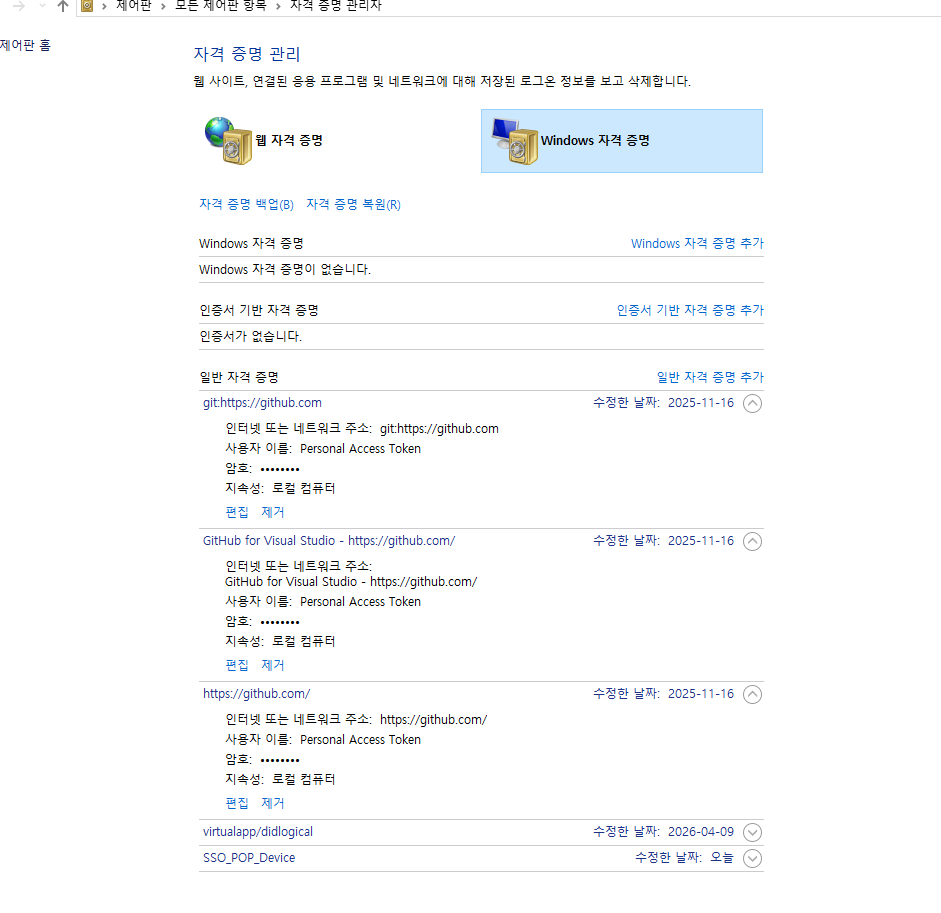 제어판 › 모든 제어판 항목 › 자격 증명 관리자
제어판 홈
자격 증명 관리
웹 사이트, 연결된 응용 프로그램 및 네트워크에 대해 저장된 로그온 정보를 보고 삭제합니다.
웹 자격 증명
Windows 자격 증명
자격 증명 백업(B) 자격 증명 복원(R)
Windows 자격 증명 Windows 자격 증명 추가
Windows 자격 증명이 없습니다.
인증서 기반 자격 증명 인증서 기반 자격 증명 추가
인증서가 없습니다.
일반 자격 증명 일반 자격 증명 추가
git:https://github.com 수정한 날짜: 2025-11-16
인터넷 또는 네트워크 주소: git:https://github.com
사용자 이름: Personal Access Token
암호: ••••••••
지속성: 로컬 컴퓨터
편집 제거
GitHub for Visual Studio - https://github.com/ 수정한 날짜: 2025-11-16
인터넷 또는 네트워크 주소:
GitHub for Visual Studio - https://github.com/
사용자 이름: Personal Access Token
암호: ••••••••
지속성: 로컬 컴퓨터
편집 제거
https://github.com/ 수정한 날짜: 2025-11-16
인터넷 또는 네트워크 주소: https://github.com/
사용자 이름: Personal Access Token
암호: ••••••••
지속성: 로컬 컴퓨터
편집 제거
virtualapp/didlogical 수정한 날짜: 2026-04-09
SSO_POP_Device 수정한 날짜: 오늘